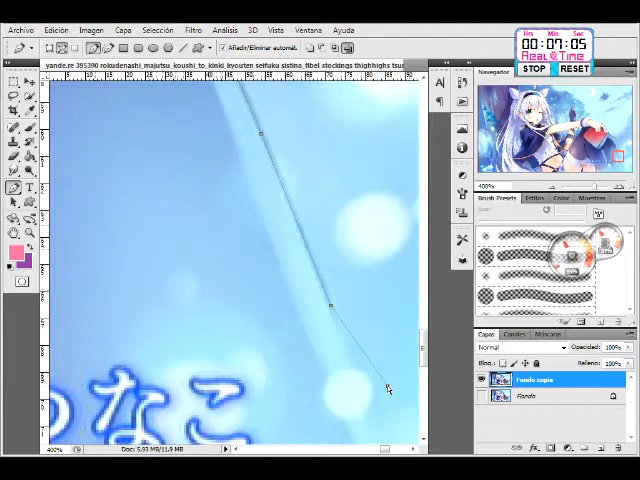 Archivo Edición Imagen Capa Selección Filtro Análisis 3D Vista Ventana Ayuda
Hrs Min Sec
00:07:05
Real Time
STOP RESET
Añadir/Eliminar automát.
yande.re 395390 rokudenashi_majutsu_koushi_to_kinki_kyouten seifuku sistina_fibel stockings thighhighs tsu
Navegador
400%
Brush Presets Estilos Color Muestras
Capas Canales Máscaras
Normal Opacidad: 100%
Bloq.: Relleno: 100%
Fondo copia
Fondo
なこ
400% Doc: 5,93 MB/11,9 MB